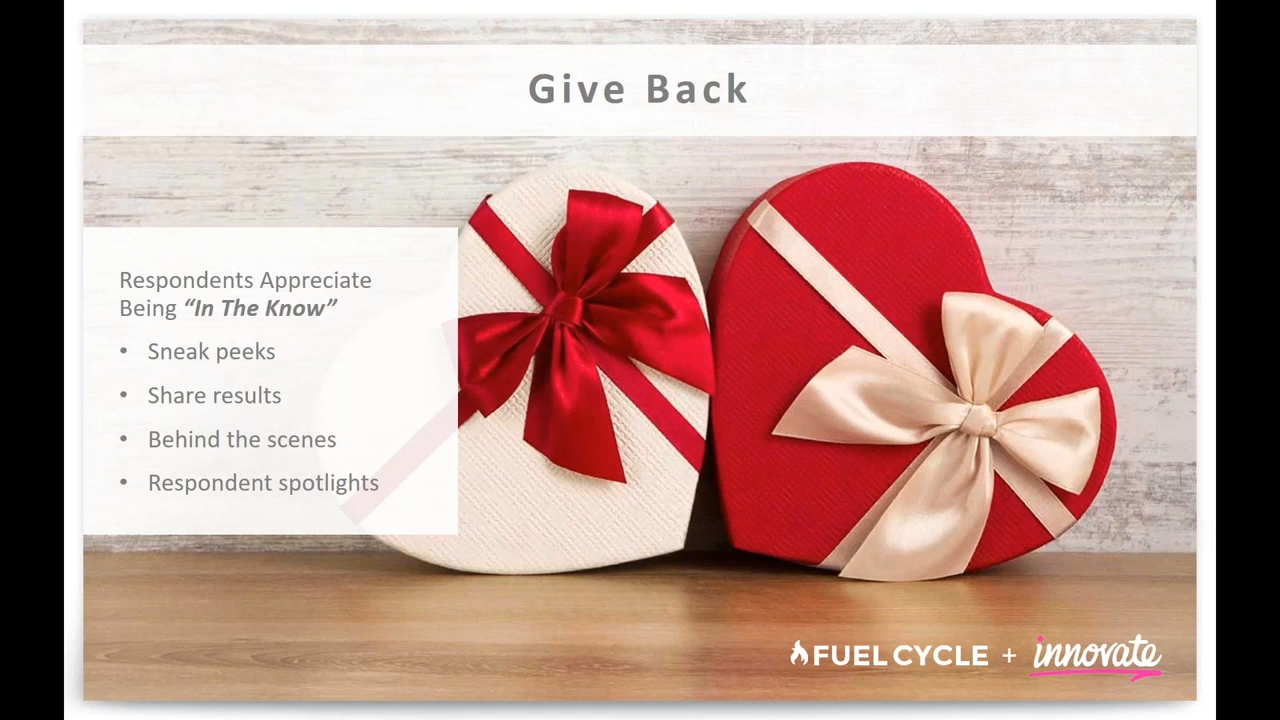 Give Back
Respondents Appreciate
Being “In The Know”
• Sneak peeks
• Share results
• Behind the scenes
• Respondent spotlights
FUEL CYCLE + innovate